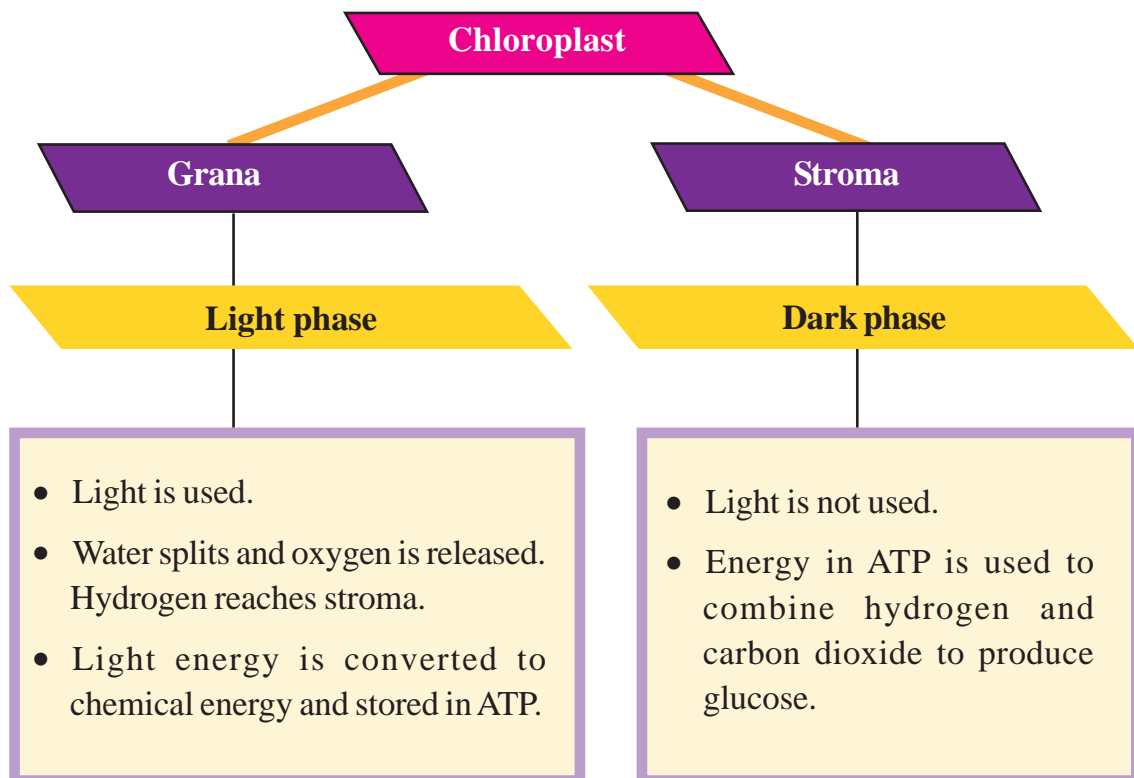 Chloroplast
Grana
Stroma
Light phase
Dark phase
• Light is used.
• Water splits and oxygen is released.
Hydrogen reaches stroma.
• Light energy is converted to
chemical energy and stored in ATP.
• Light is not used.
• Energy in ATP is used to
combine hydrogen and
carbon dioxide to produce
glucose.